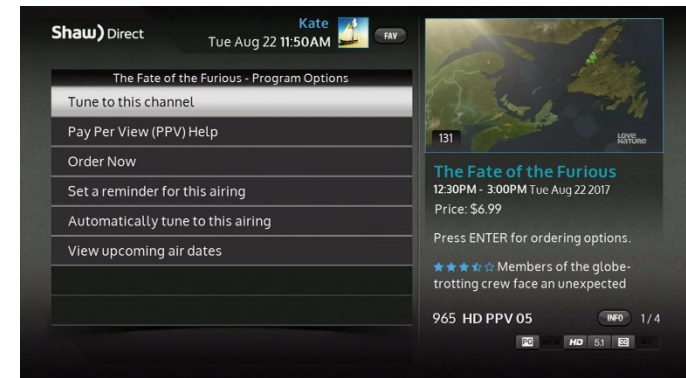 Shaw) Direct
Kate
Tue Aug 22 11:50AM
FAV
The Fate of the Furious - Program Options
Tune to this channel
Pay Per View (PPV) Help
Order Now
Set a reminder for this airing
Automatically tune to this airing
View upcoming air dates
131
LOVE
NATURE
The Fate of the Furious
12:30PM - 3:00PM Tue Aug 22 2017
Price: $6.99
Press ENTER for ordering options.
Members of the globe-
trotting crew face an unexpected
965 HD PPV 05
INFO 1/4
PG HD 5.1 CC